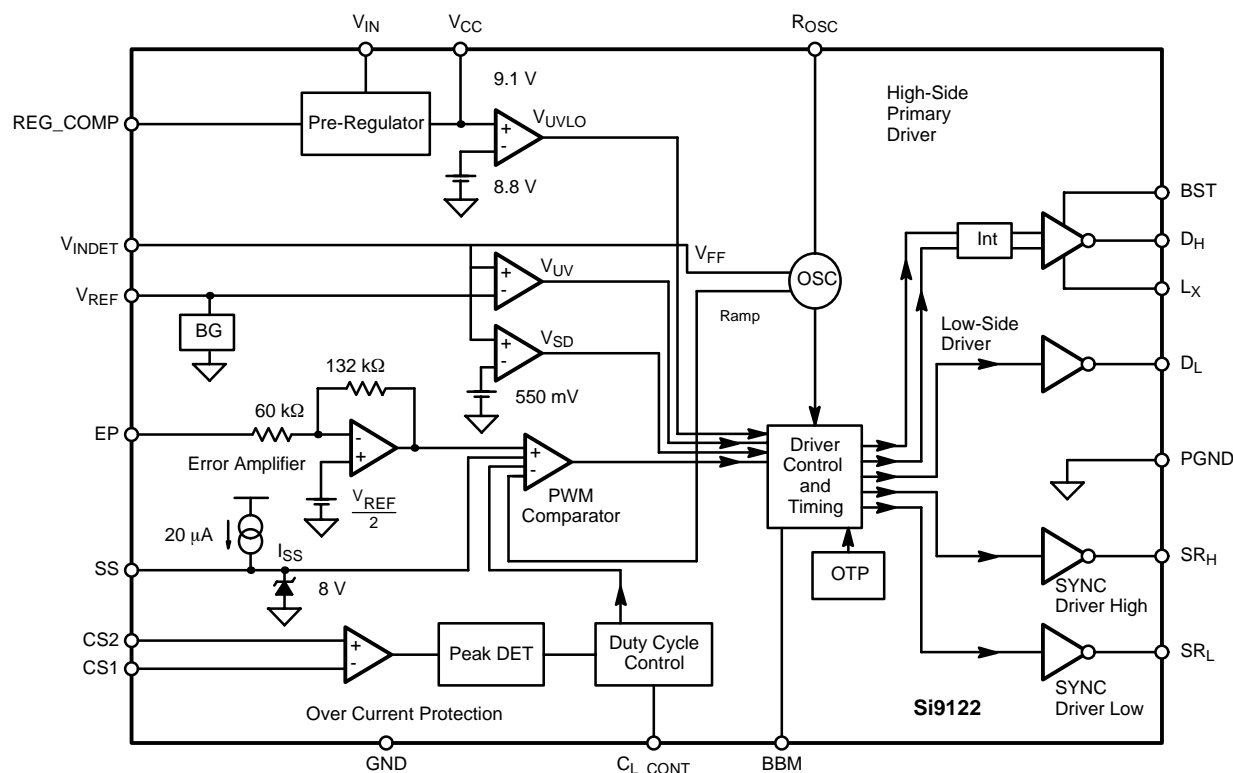 VIN
VCC
ROSC
9.1 V
High-Side
Primary
Driver
REG_COMP
Pre-Regulator
+
-
VUVLO
8.8 V
BST
VINDET
VFF
Int
DH
VUV
+
-
OSC
VREF
LX
BG
Ramp
Low-Side
Driver
VSD
+
-
132 kΩ
DL
550 mV
60 kΩ
EP
-
+
Error Amplifier
+
-
Driver
Control
and
Timing
PGND
PWM
Comparator
VREF
2
20 μA
ISS
SS
8 V
OTP
SRH
SYNC
Driver High
CS2
CS1
+
-
Peak DET
Duty Cycle
Control
SRL
SYNC
Driver Low
Over Current Protection
Si9122
GND
CL_CONT
BBM